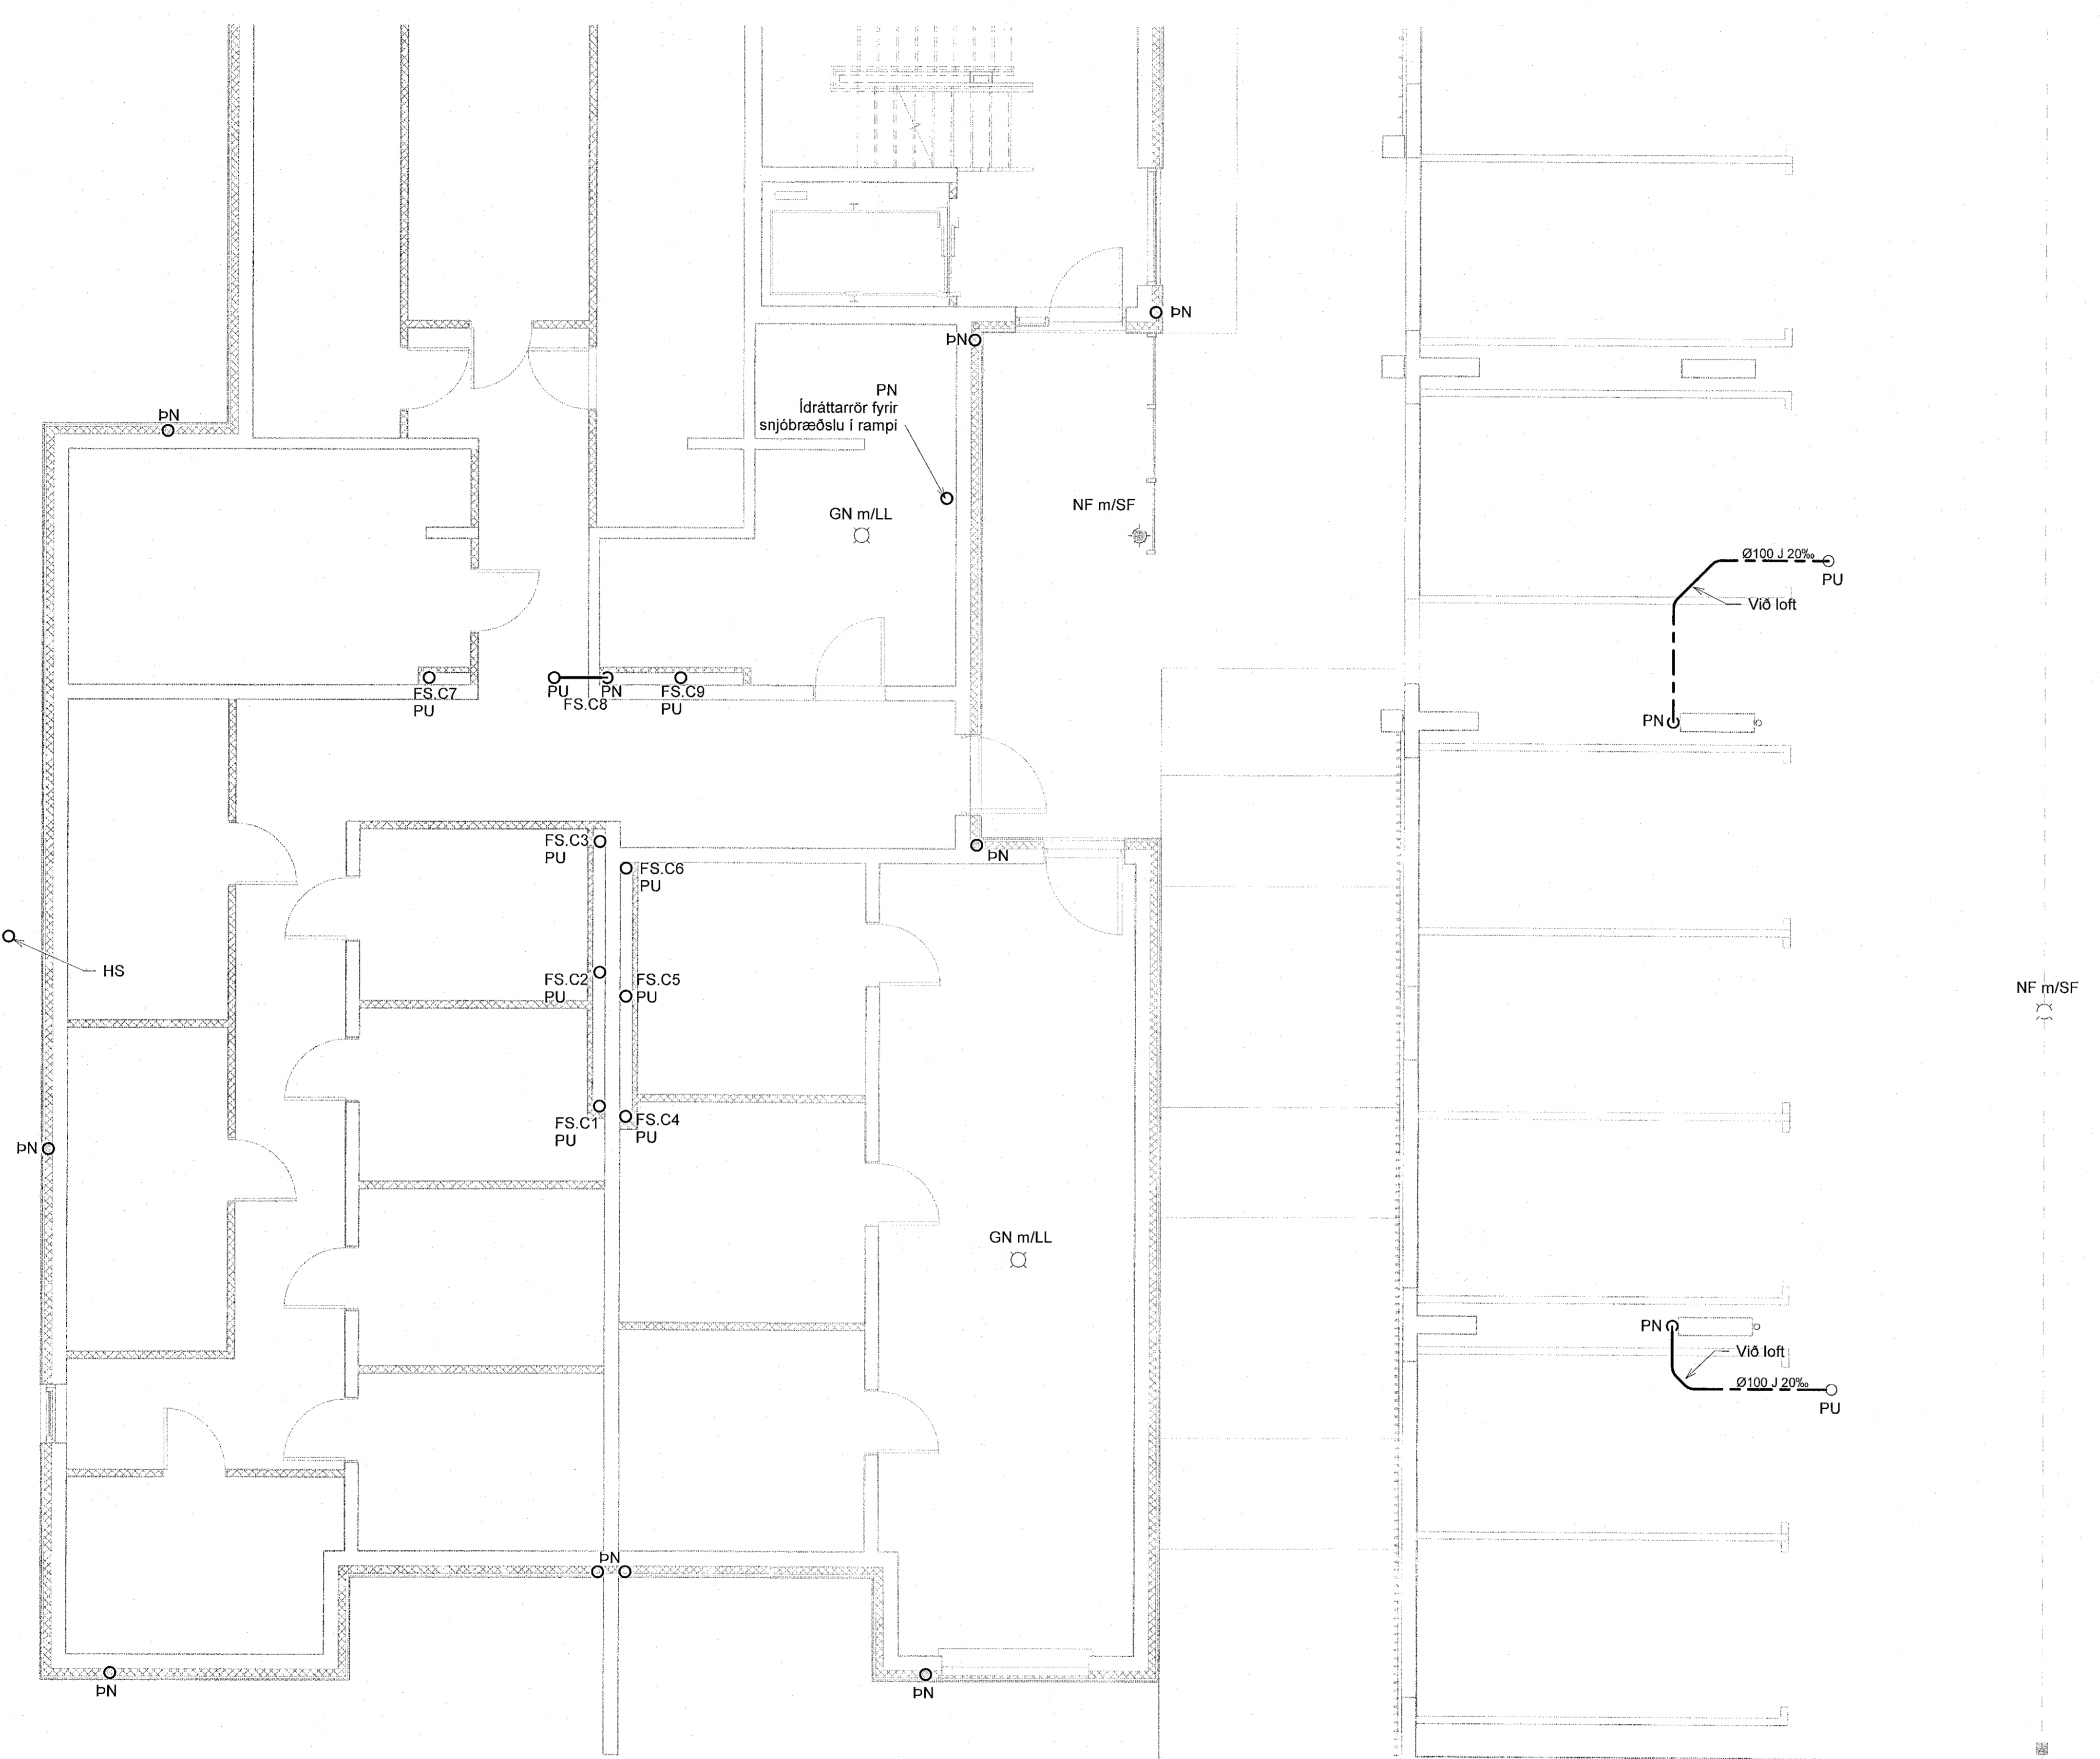 ÞN
ÞN
PN
Ídráttarrör fyrir
snjóbræðslu í rampi
ÞN
NF m/SF
GN m/LL
Ø100 J 20‰
PU
Við loft
FS.C7
PU
PU
PN
FS.C8
FS.C9
PU
PN
FS.C3
PU
FS.C6
PU
ÞN
HS
FS.C2
PU
FS.C5
PU
NF m/SF
FS.C1
PU
FS.C4
PU
ÞN
GN m/LL
PN
Við loft
Ø100 J 20‰
PU
ÞN
ÞN
ÞN